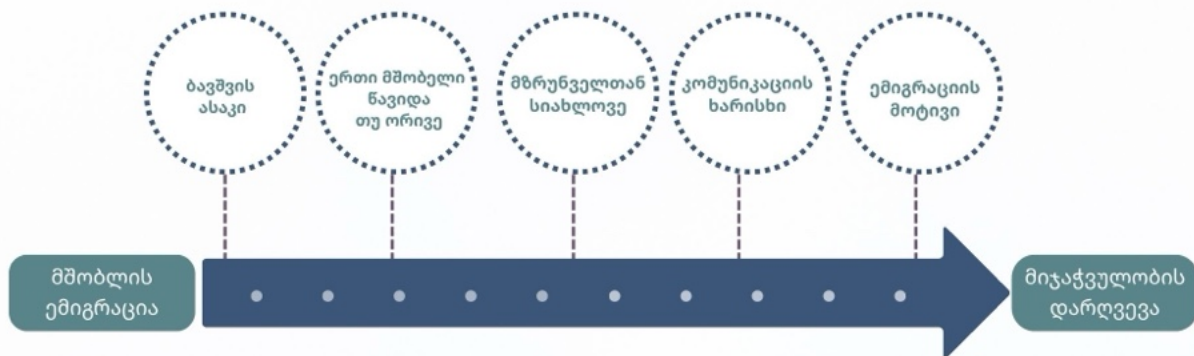 ბავშვის
ასაკი
ერთი მშობელი
წავიდა
თუ ორივე
მზრუნველთან
სიახლოვე
კომუნიკაციის
ხარისხი
ემიგრაციის
მოტივი
მშობლის
ემიგრაცია
მიჯაჭვულობის
დარღვევა